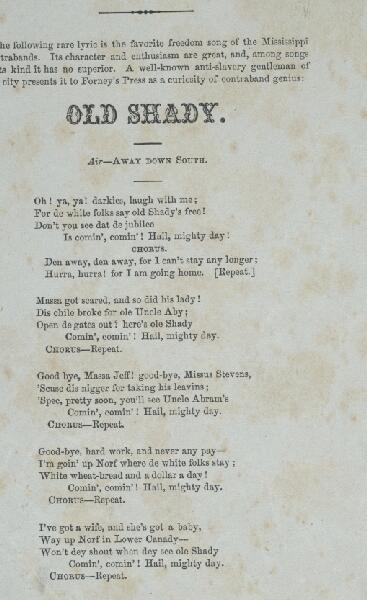 he following rare lyric is the favorite freedom song of the Mississippi
trabands. Its character and enthusiasm are great, and, among songs
ts kind it has no superior. A well-known anti-slavery gentleman of
city presents it to Forney's Press as a curicsity of contraband genius:
OLD SHADY.
Air—AWAY DOWN SOUTH.
Oh! ya, ya! darkies, laugh with me;
For de white folks say old Shady's free!
Don't you see dat de jubilee
Is comin', comin'! Hail, mighty day!
CHORUS.
Den away, den away, for I can't stay any longer;
Hurra, hurra! for I am going home. [Repeat.]
Massa got scared, and so did his lady!
Dis chile broke for ole Uncle Aby;
Open de gates out! here's ole Shady
Comin', comin'! Hail, mighty day.
CHORUS—Repeat.
Good bye, Massa Jeff! good-bye, Missus Stevens,
'Scuse dis nigger for taking his leavins;
'Spec, pretty soon, you'll see Uncle Abram's
Comin', comin'! Hail, mighty day.
CHORUS—Repeat.
Good-bye, hard work, and never any pay—
I'm goin' up Norf where de white folks stay;
White wheat-bread and a dollar a day!
Comin', comin'! Hail, mighty day.
CHORUS—Repeat.
I've got a wife, and she's got a baby,
'Way up Norf in Lower Canady—
Won't dey shout when dey see ole Shady
Comin', comin'! Hail, mighty day.
CHORUS—Repeat.